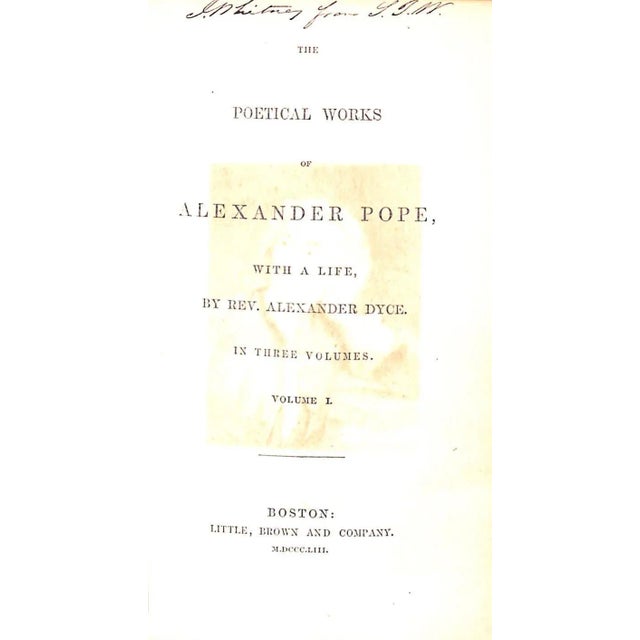 J. Whitney from S. J. W.
THE
POETICAL WORKS
OF
ALEXANDER POPE,
WITH A LIFE,
BY REV. ALEXANDER DYCE.
IN THREE VOLUMES.
VOLUME I.
BOSTON:
LITTLE, BROWN AND COMPANY.
M.DCCC.LIII.